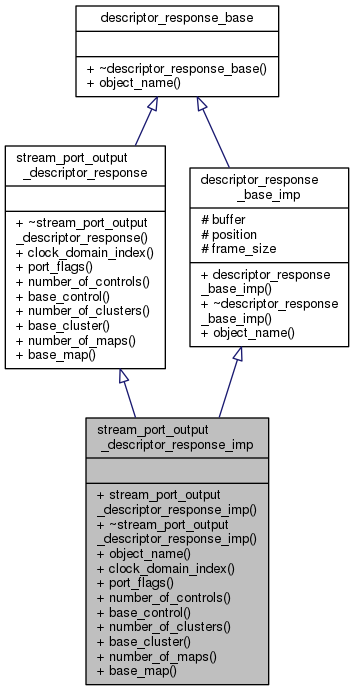 descriptor_response_base
+ ~descriptor_response_base()
+ object_name()
stream_port_output
_descriptor_response
+ ~stream_port_output
_descriptor_response()
+ clock_domain_index()
+ port_flags()
+ number_of_controls()
+ base_control()
+ number_of_clusters()
+ base_cluster()
+ number_of_maps()
+ base_map()
descriptor_response
_base_imp
# buffer
# position
# frame_size
+ descriptor_response
_base_imp()
+ ~descriptor_response
_base_imp()
+ object_name()
stream_port_output
_descriptor_response_imp
+ stream_port_output
_descriptor_response_imp()
+ ~stream_port_output
_descriptor_response_imp()
+ object_name()
+ clock_domain_index()
+ port_flags()
+ number_of_controls()
+ base_control()
+ number_of_clusters()
+ base_cluster()
+ number_of_maps()
+ base_map()